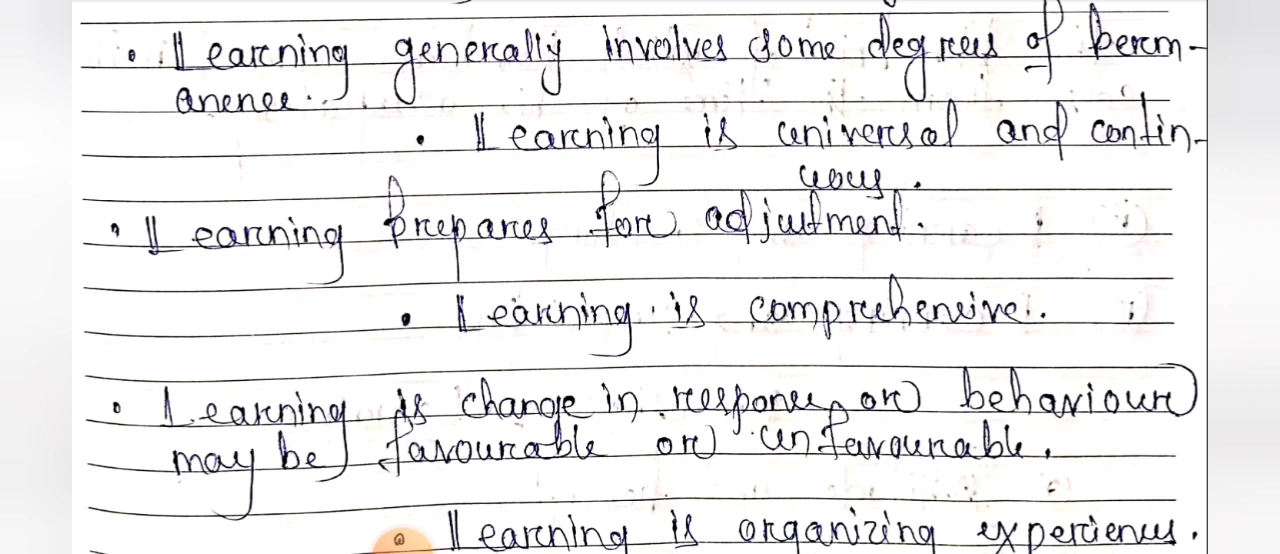 • Learning generally involves some degrees of perm-
anence.
• Learning is universal and contin-
uous.
• Learning prepares for adjustment.
• Learning is comprehensive.
• Learning is change in response, or behaviour
may be favourable or unfavourable.
Learning is organizing experiences.